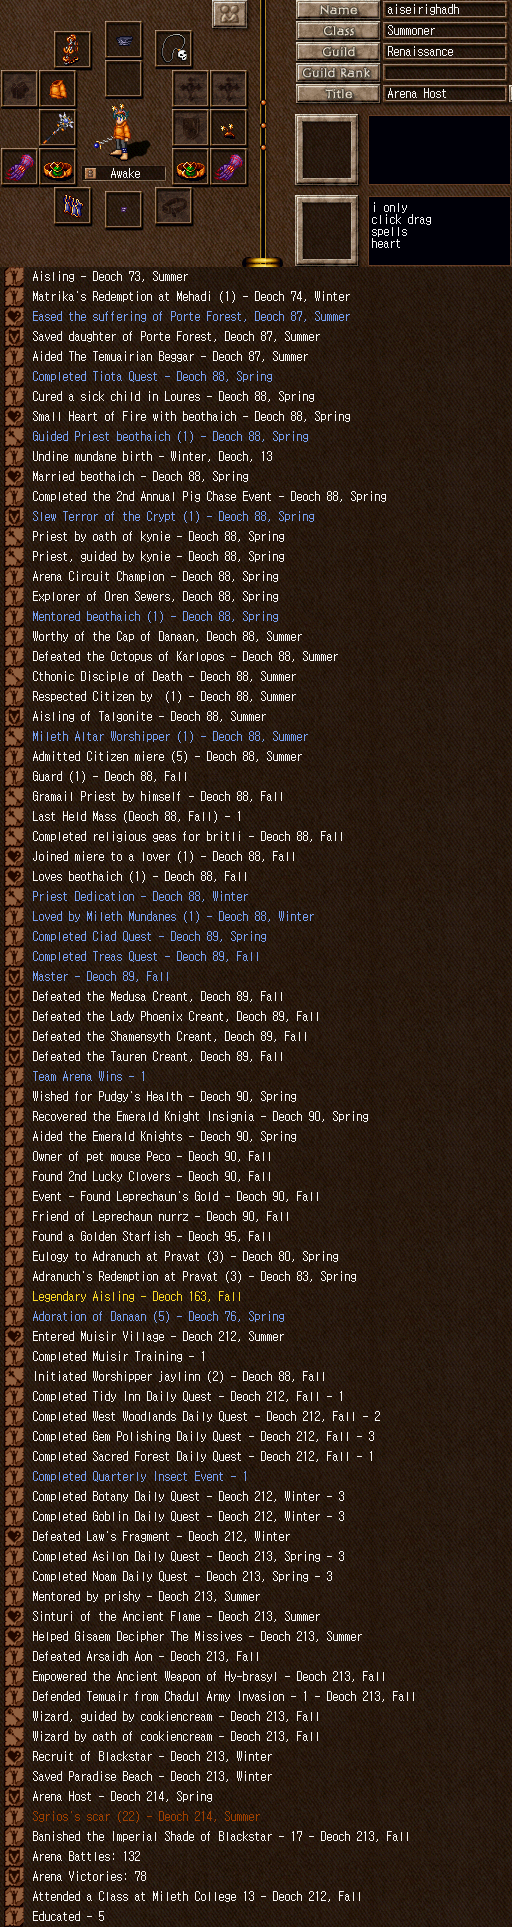 Name aiseirighadh
Class Summoner
Guild Renaissance
Guild Rank
Title Arena Host
Awake
i only
click drag
spells
heart
Aisling - Deoch 73, Summer
Matrika's Redemption at Mehadi (1) - Deoch 74, Winter
Eased the suffering of Porte Forest, Deoch 87, Summer
Saved daughter of Porte Forest, Deoch 87, Summer
Aided The Temuairian Beggar - Deoch 87, Summer
Completed Tiota Quest - Deoch 88, Spring
Cured a sick child in Loures - Deoch 88, Spring
Small Heart of Fire with beothaich - Deoch 88, Spring
Guided Priest beothaich (1) - Deoch 88, Spring
Undine mundane birth - Winter, Deoch, 13
Married beothaich - Deoch 88, Spring
Completed the 2nd Annual Pig Chase Event - Deoch 88, Spring
Slew Terror of the Crypt (1) - Deoch 88, Spring
Priest by oath of kynie - Deoch 88, Spring
Priest, guided by kynie - Deoch 88, Spring
Arena Circuit Champion - Deoch 88, Spring
Explorer of Oren Sewers, Deoch 88, Spring
Mentored beothaich (1) - Deoch 88, Spring
Worthy of the Cap of Danaan, Deoch 88, Summer
Defeated the Octopus of Karlopos - Deoch 88, Summer
Cthonic Disciple of Death - Deoch 88, Summer
Respected Citizen by  (1) - Deoch 88, Summer
Aisling of Talgonite - Deoch 88, Summer
Mileth Altar Worshipper (1) - Deoch 88, Summer
Admitted Citizen miere (5) - Deoch 88, Summer
Guard (1) - Deoch 88, Fall
Gramail Priest by himself - Deoch 88, Fall
Last Held Mass (Deoch 88, Fall) - 1
Completed religious geas for britli - Deoch 88, Fall
Joined miere to a lover (1) - Deoch 88, Fall
Loves beothaich (1) - Deoch 88, Fall
Priest Dedication - Deoch 88, Winter
Loved by Mileth Mundanes (1) - Deoch 88, Winter
Completed Ciad Quest - Deoch 89, Spring
Completed Treas Quest - Deoch 89, Fall
Master - Deoch 89, Fall
Defeated the Medusa Creant, Deoch 89, Fall
Defeated the Lady Phoenix Creant, Deoch 89, Fall
Defeated the Shamensyth Creant, Deoch 89, Fall
Defeated the Tauren Creant, Deoch 89, Fall
Team Arena Wins - 1
Wished for Pudgy's Health - Deoch 90, Spring
Recovered the Emerald Knight Insignia - Deoch 90, Spring
Aided the Emerald Knights - Deoch 90, Spring
Owner of pet mouse Peco - Deoch 90, Fall
Found 2nd Lucky Clovers - Deoch 90, Fall
Event - Found Leprechaun's Gold - Deoch 90, Fall
Friend of Leprechaun nurrz - Deoch 90, Fall
Found a Golden Starfish - Deoch 95, Fall
Eulogy to Adranuch at Pravat (3) - Deoch 80, Spring
Adranuch's Redemption at Pravat (3) - Deoch 83, Spring
Legendary Aisling - Deoch 163, Fall
Adoration of Danaan (5) - Deoch 76, Spring
Entered Muisir Village - Deoch 212, Summer
Completed Muisir Training - 1
Initiated Worshipper jaylinn (2) - Deoch 88, Fall
Completed Tidy Inn Daily Quest - Deoch 212, Fall - 1
Completed West Woodlands Daily Quest - Deoch 212, Fall - 2
Completed Gem Polishing Daily Quest - Deoch 212, Fall - 3
Completed Sacred Forest Daily Quest - Deoch 212, Fall - 1
Completed Quarterly Insect Event - 1
Completed Botany Daily Quest - Deoch 212, Winter - 3
Completed Goblin Daily Quest - Deoch 212, Winter - 3
Defeated Law's Fragment - Deoch 212, Winter
Completed Asilon Daily Quest - Deoch 213, Spring - 3
Completed Noam Daily Quest - Deoch 213, Spring - 3
Mentored by prishy - Deoch 213, Summer
Sinturi of the Ancient Flame - Deoch 213, Summer
Helped Gisaem Decipher The Missives - Deoch 213, Summer
Defeated Arsaidh Aon - Deoch 213, Fall
Empowered the Ancient Weapon of Hy-brasyl - Deoch 213, Fall
Defended Temuair from Chadul Army Invasion - 1 - Deoch 213, Fall
Wizard, guided by cookiencream - Deoch 213, Fall
Wizard by oath of cookiencream - Deoch 213, Fall
Recruit of Blackstar - Deoch 213, Winter
Saved Paradise Beach - Deoch 213, Winter
Arena Host - Deoch 214, Spring
Sgrios's scar (22) - Deoch 214, Summer
Banished the Imperial Shade of Blackstar - 17 - Deoch 213, Fall
Arena Battles: 132
Arena Victories: 78
Attended a Class at Mileth College 13 - Deoch 212, Fall
Educated - 5